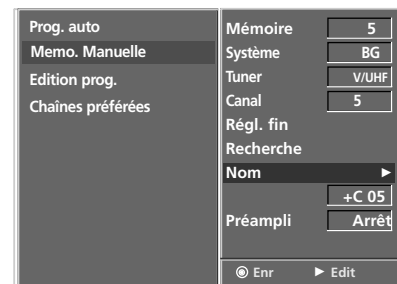 Prog. auto
Memo. Manuelle
Edition prog.
Chaînes préférées
Mémoire 5
Système BG
Tuner V/UHF
Canal 5
Régl. fin
Recherche
Nom ►
+C 05
Préampli Arrêt
◉ Enr ► Edit